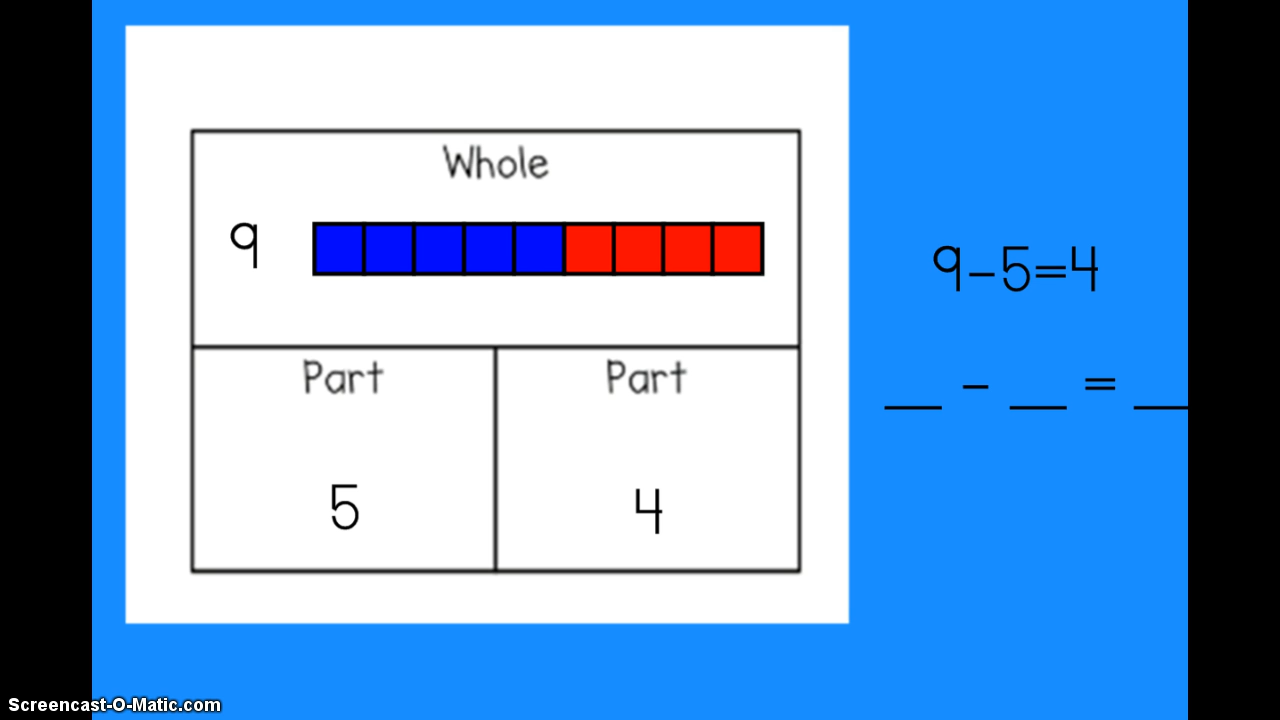 Whole
9
9-5=4
Part Part
__ - __ = __
5 4
Screencast-O-Matic.com